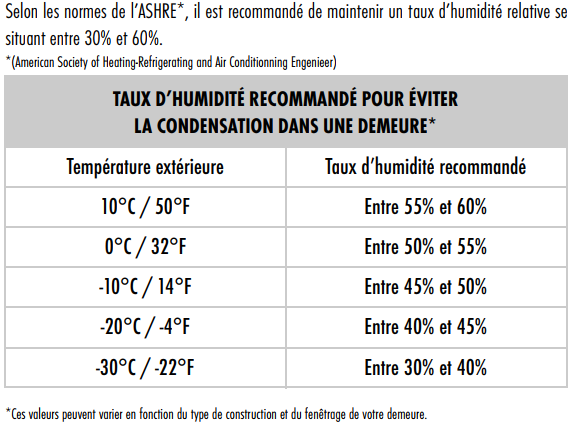 Selon les normes de l'ASHRE*, il est recommandé de maintenir un taux d'humidité relative se
situant entre 30% et 60%.
*(American Society of Heating-Refrigerating and Air Conditionning Engenieer)
TAUX D'HUMIDITÉ RECOMMANDÉ POUR ÉVITER
LA CONDENSATION DANS UNE DEMEURE*
Température extérieure Taux d'humidité recommandé
10°C / 50°F Entre 55% et 60%
0°C / 32°F Entre 50% et 55%
-10°C / 14°F Entre 45% et 50%
-20°C / -4°F Entre 40% et 45%
-30°C / -22°F Entre 30% et 40%
*Ces valeurs peuvent varier en fonction du type de construction et du fenêtrage de votre demeure.